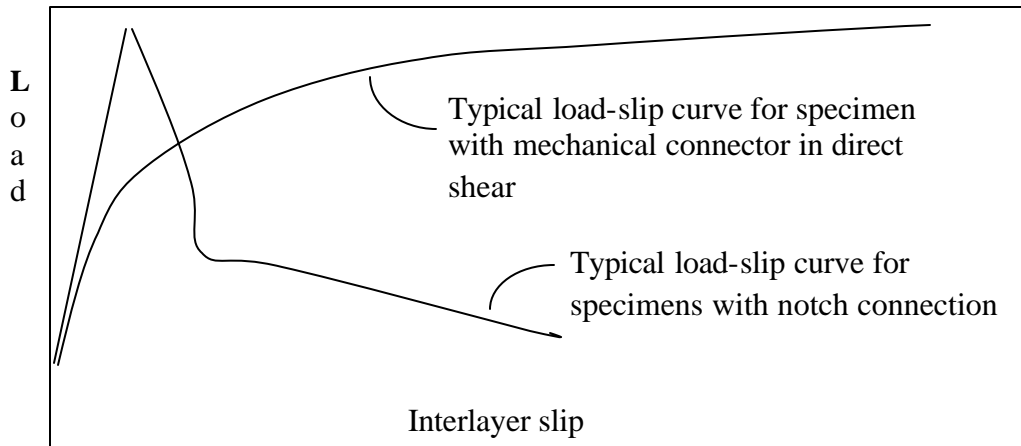 Load
Typical load-slip curve for specimen
with mechanical connector in direct
shear
Typical load-slip curve for
specimens with notch connection
Interlayer slip